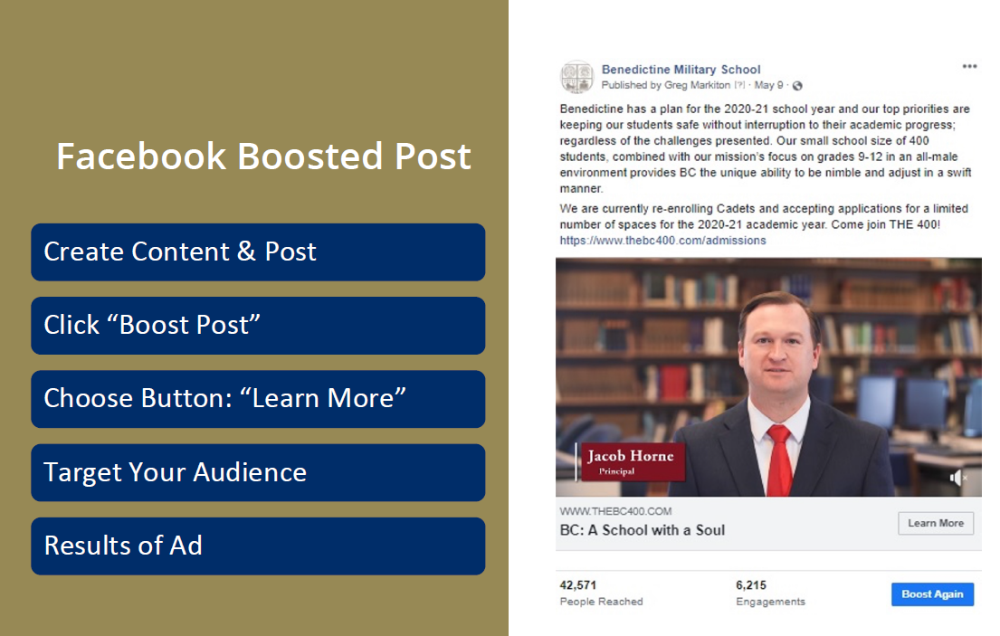 Facebook Boosted Post
Create Content & Post
Click “Boost Post”
Choose Button: “Learn More”
Target Your Audience
Results of Ad
Benedictine Military School
Published by Greg Markiton [?] · May 9 ·
Benedictine has a plan for the 2020-21 school year and our top priorities are
keeping our students safe without interruption to their academic progress;
regardless of the challenges presented. Our small school size of 400
students, combined with our mission's focus on grades 9-12 in an all-male
environment provides BC the unique ability to be nimble and adjust in a swift
manner.
We are currently re-enrolling Cadets and accepting applications for a limited
number of spaces for the 2020-21 academic year. Come join THE 400!
https://www.thebc400.com/admissions
Jacob Horne
Principal
WWW.THEBC400.COM
BC: A School with a Soul
Learn More
42,571
People Reached
6,215
Engagements
Boost Again